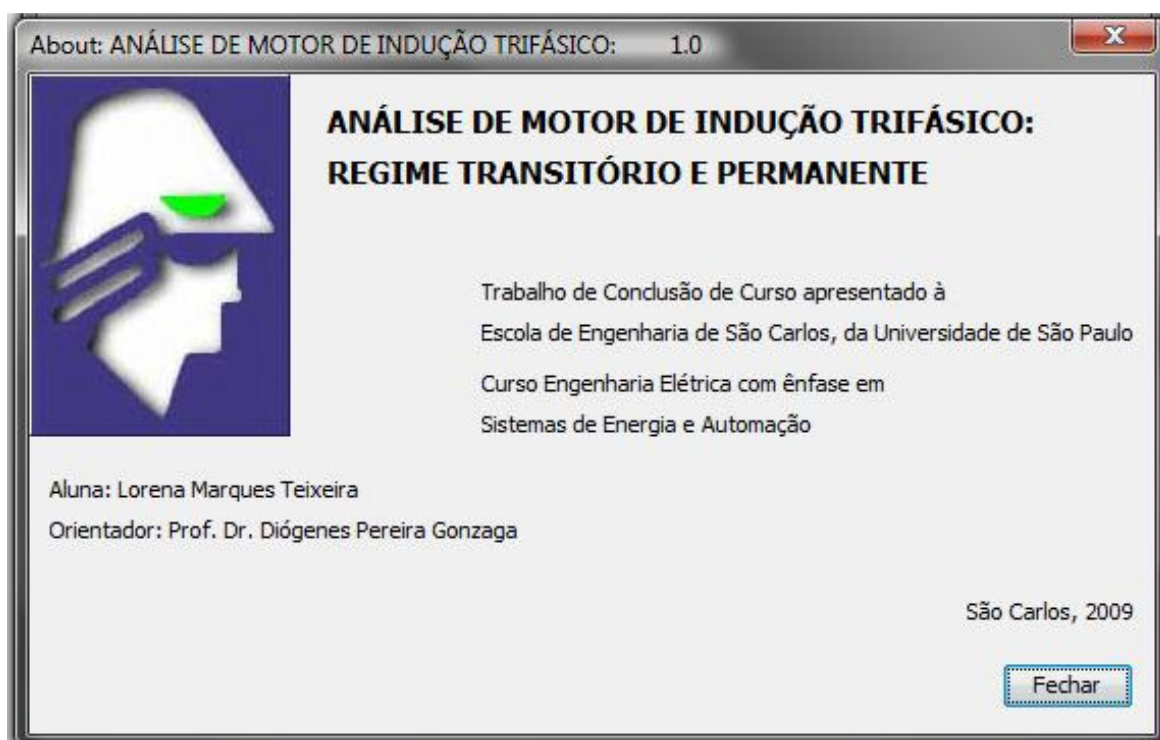 About: ANÁLISE DE MOTOR DE INDUÇÃO TRIFÁSICO: 1.0
ANÁLISE DE MOTOR DE INDUÇÃO TRIFÁSICO:
REGIME TRANSITÓRIO E PERMANENTE
Trabalho de Conclusão de Curso apresentado à
Escola de Engenharia de São Carlos, da Universidade de São Paulo
Curso Engenharia Elétrica com ênfase em
Sistemas de Energia e Automação
Aluna: Lorena Marques Teixeira
Orientador: Prof. Dr. Diógenes Pereira Gonzaga
São Carlos, 2009
Fechar